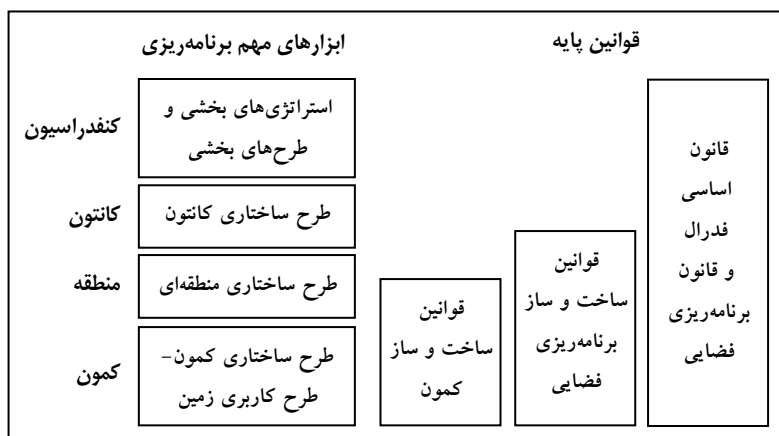 قوانین پایه
ابزارهای مهم برنامه‌ریزی
قانون
اساسی
فدرال
و قانون
برنامه‌ریزی
فضایی
قوانین
ساخت و ساز
برنامه‌ریزی
فضایی
قوانین
ساخت و ساز
کمون
استراتژی‌های بخشی و
طرح‌های بخشی
کنفدراسیون
طرح ساختاری کانتون
کانتون
طرح ساختاری منطقه‌ای
منطقه
طرح ساختاری کمون-
طرح کاربری زمین
کمون